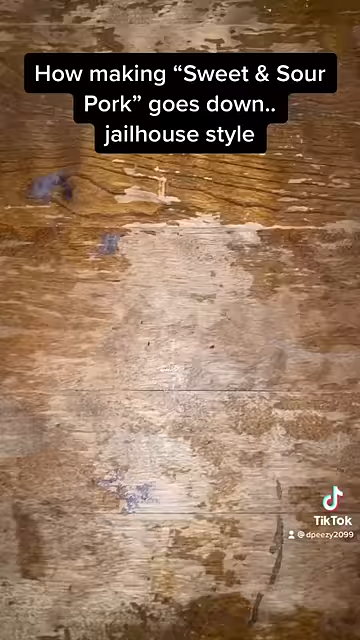 How making “Sweet & Sour
Pork” goes down..
jailhouse style
TikTok
@dpeezy2099